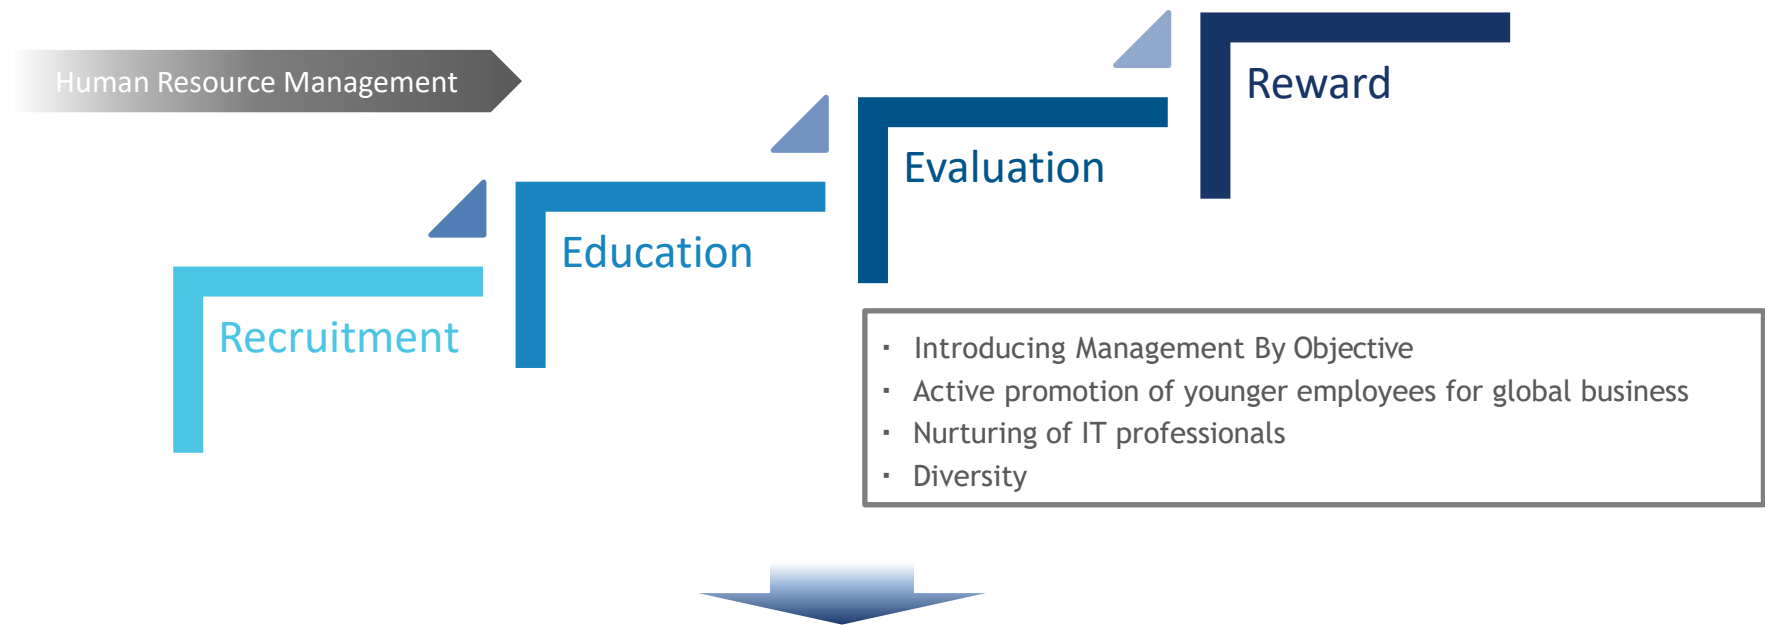 Human Resource Management
Reward
Evaluation
Education
Recruitment
· Introducing Management By Objective
· Active promotion of younger employees for global business
· Nurturing of IT professionals
· Diversity